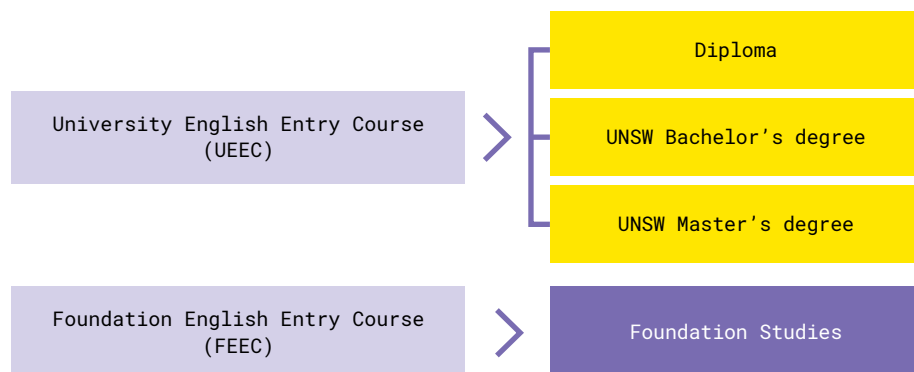 Diploma
University English Entry Course
(UEEC)
UNSW Bachelor’s degree
UNSW Master’s degree
Foundation English Entry Course
(FEEC)
Foundation Studies